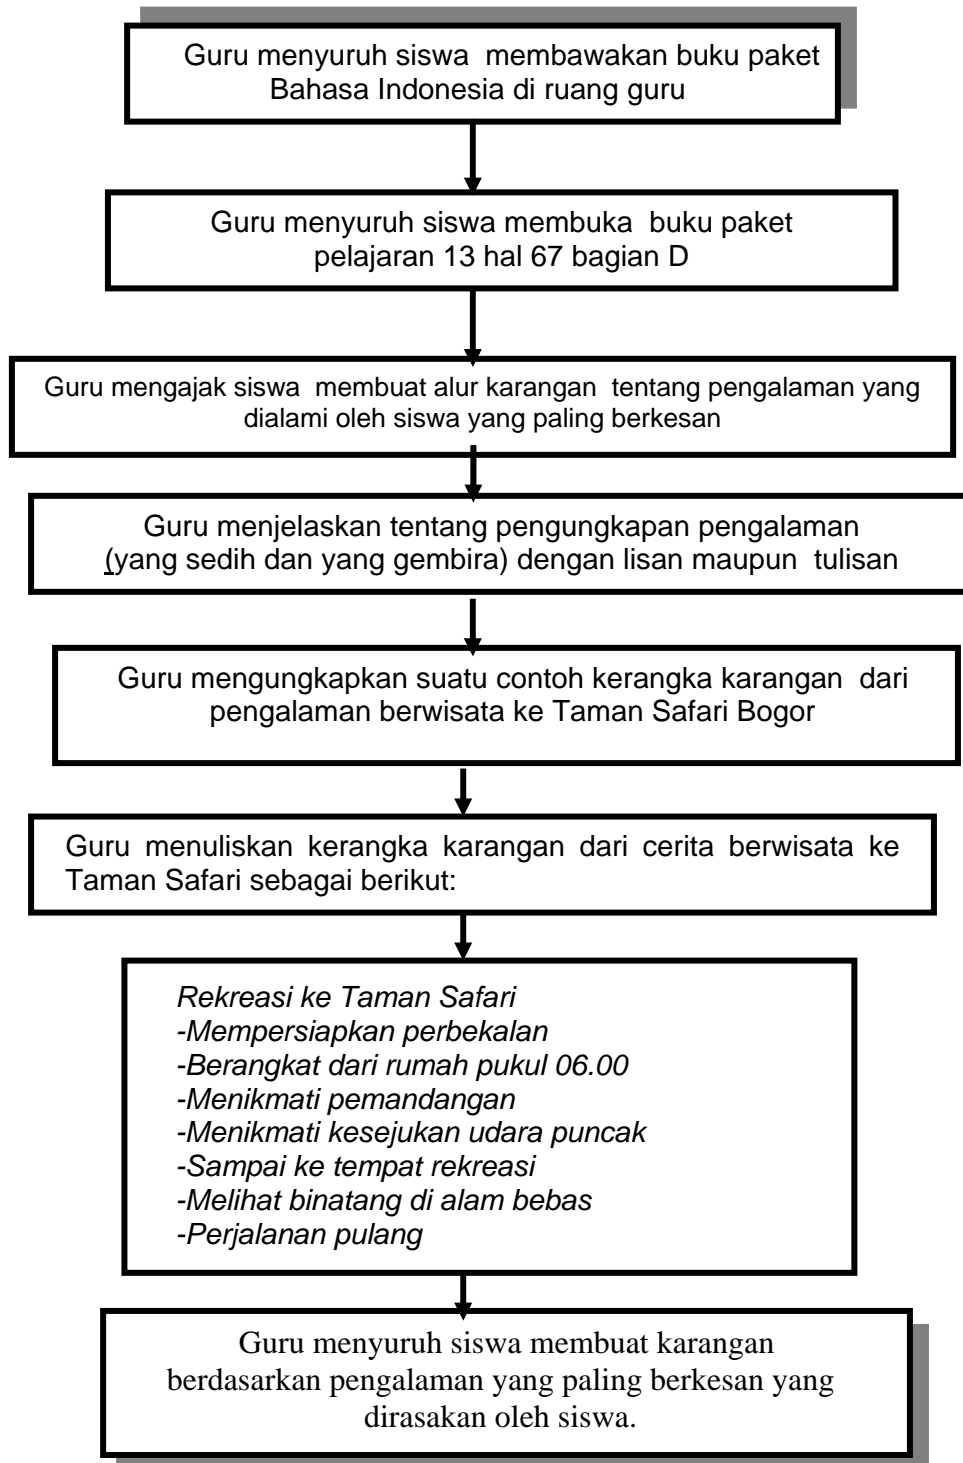 Guru menyuruh siswa membawakan buku paket
Bahasa Indonesia di ruang guru
Guru menyuruh siswa membuka buku paket
pelajaran 13 hal 67 bagian D
Guru mengajak siswa membuat alur karangan tentang pengalaman yang
dialami oleh siswa yang paling berkesan
Guru menjelaskan tentang pengungkapan pengalaman
(yang sedih dan yang gembira) dengan lisan maupun tulisan
Guru mengungkapkan suatu contoh kerangka karangan dari
pengalaman berwisata ke Taman Safari Bogor
Guru menuliskan kerangka karangan dari cerita berwisata ke
Taman Safari sebagai berikut:
Rekreasi ke Taman Safari
-Mempersiapkan perbekalan
-Berangkat dari rumah pukul 06.00
-Menikmati pemandangan
-Menikmati kesejukan udara puncak
-Sampai ke tempat rekreasi
-Melihat binatang di alam bebas
-Perjalanan pulang
Guru menyuruh siswa membuat karangan
berdasarkan pengalaman yang paling berkesan yang
dirasakan oleh siswa.